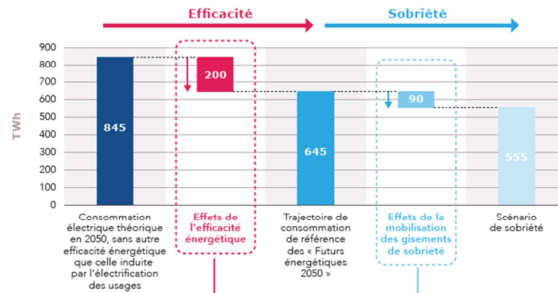 Efficacité
Sobriété
TWh
900
800
700
600
500
400
300
200
100
0
845
200
645
90
555
Consommation
électrique théorique
en 2050, sans autre
efficacité énergétique
que celle induite
par l'électrification
des usages
Effets de
l'efficacité
énergétique
Trajectoire de
consommation
de référence
des « Futurs
énergétiques
2050 »
Effets de la
mobilisation
des gisements
de sobriété
Scénario
de sobriété